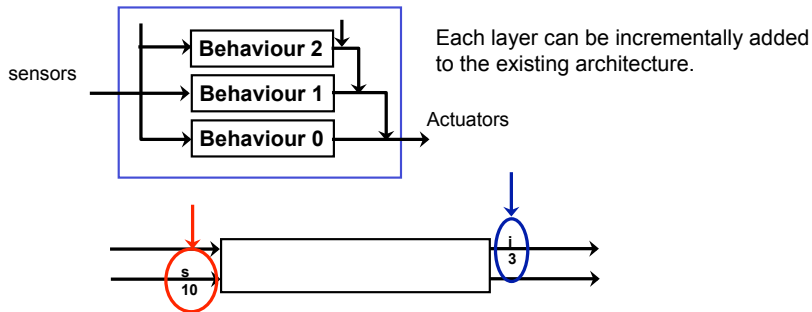 Behaviour 2
Each layer can be incrementally added
to the existing architecture.
sensors
Behaviour 1
Actuators
Behaviour 0
i
3
s
10